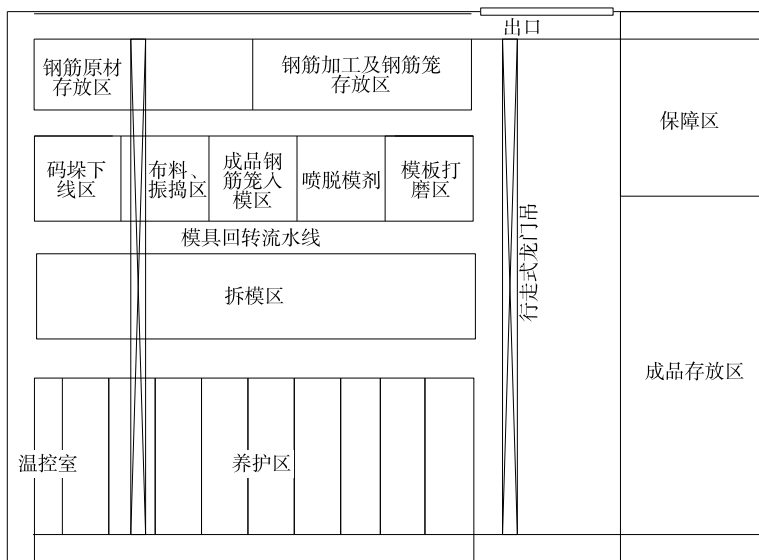 出口
钢筋原材
存放区
钢筋加工及钢筋笼
存放区
保障区
码垛下
线区
布料、
振捣区
成品钢
筋笼入
模区
喷脱模剂
模板打
磨区
模具回转流水线
行走式龙门吊
拆模区
成品存放区
温控室
养护区